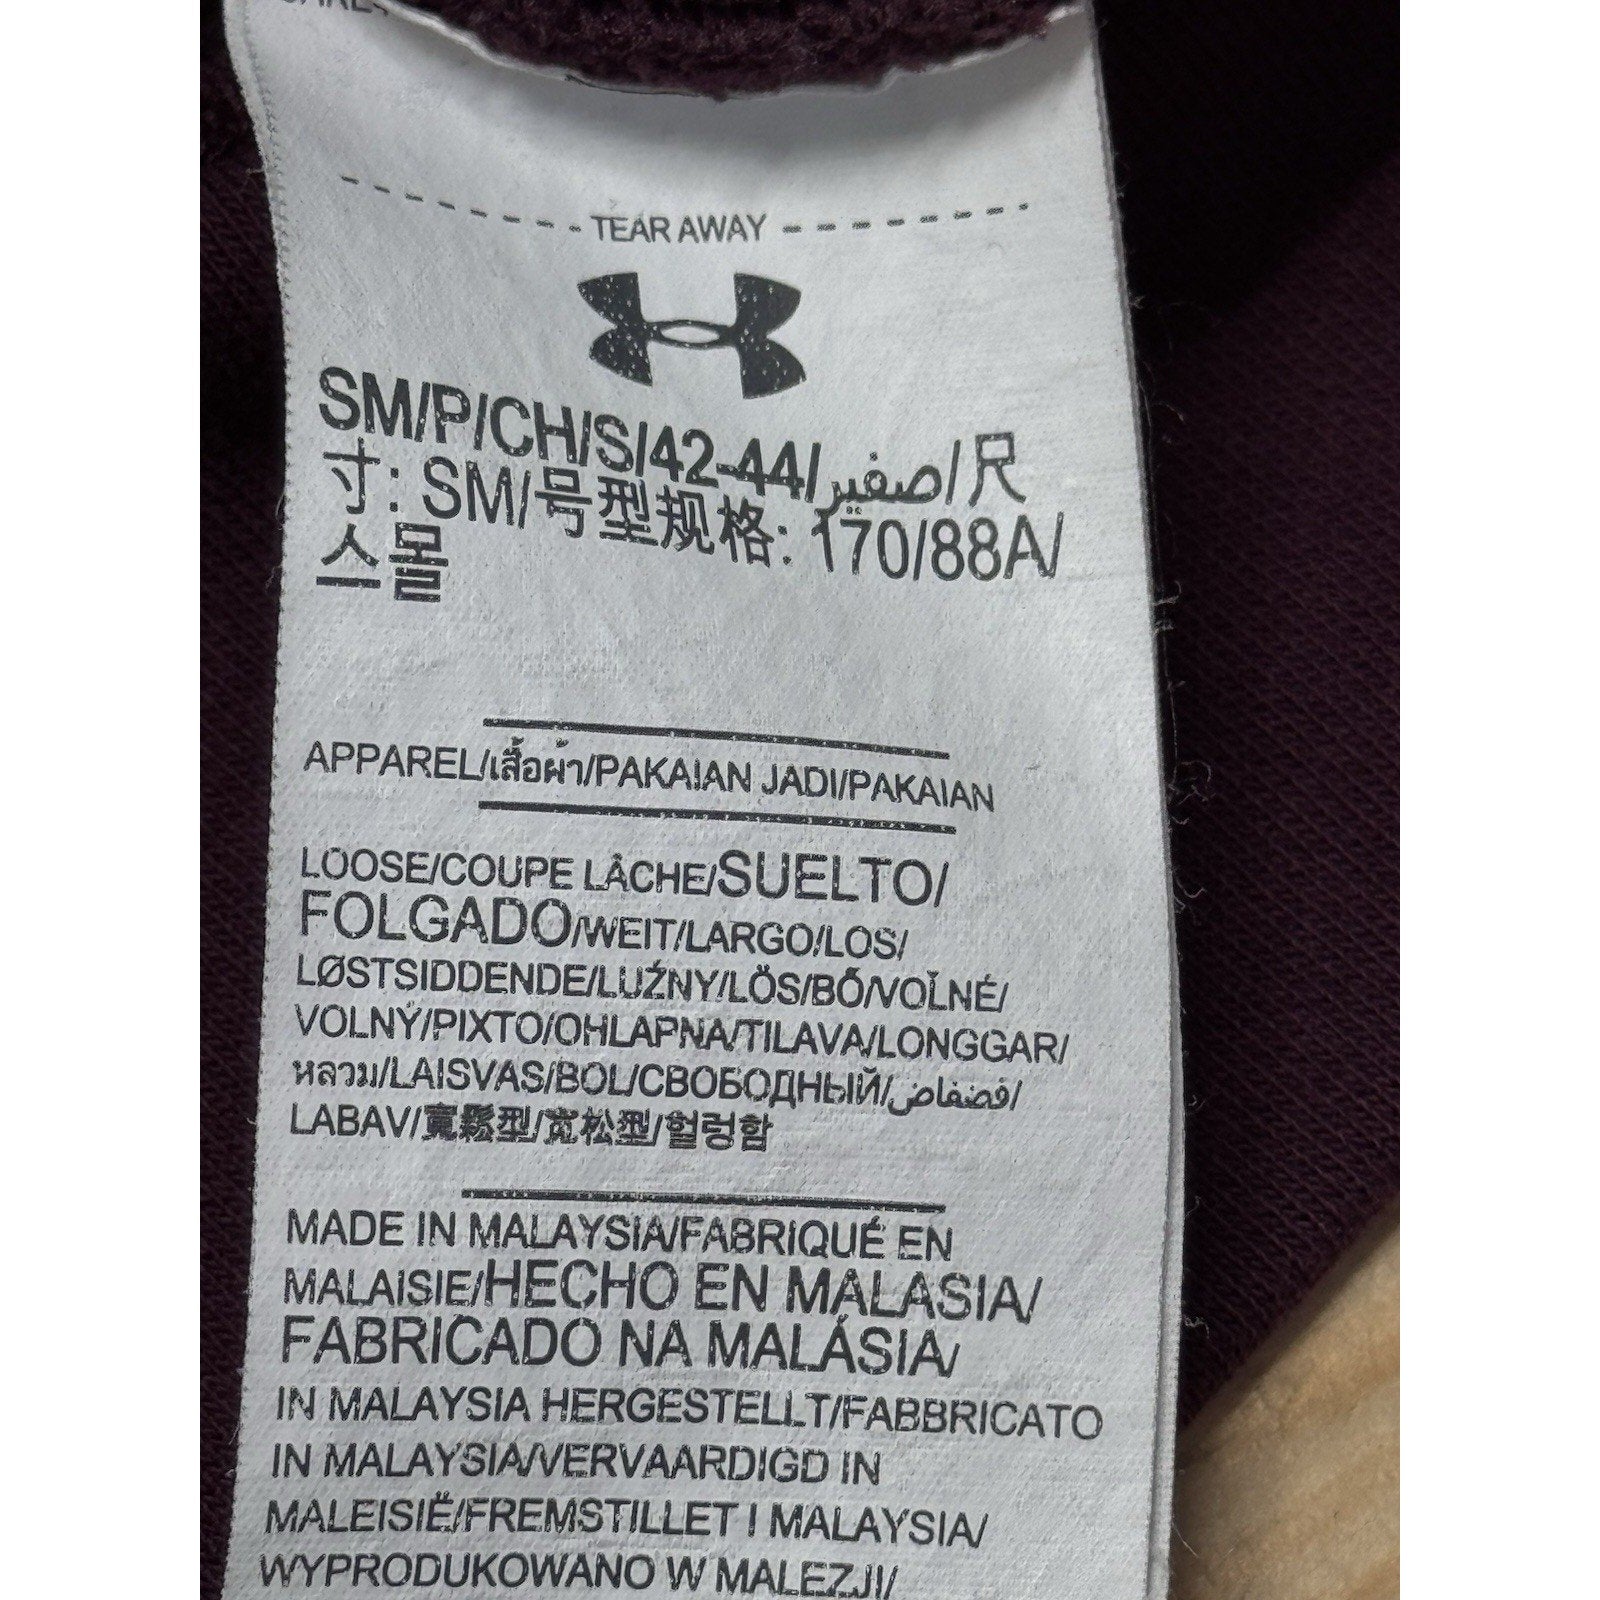 TEAR AWAY
SM/P/CH/S/42-44/صغير/尺
寸: SM/号型规格: 170/88A/
스몰
APPAREL/เสื้อผ้า/PAKAIAN JADI/PAKAIAN
LOOSE/COUPE LÂCHE/SUELTO/
FOLGADO/WEIT/LARGO/LOS/
LØSTSIDDENDE/LUŹNY/LÖS/BŐ/VOĽNÉ/
VOLNÝ/PIXTO/OHLAPNA/TILAVA/LONGGAR/
หลวม/LAISVAS/BOL/СВОБОДНЫЙ/فضفاض/
LABAV/寬鬆型/宽松型/헐렁함
MADE IN MALAYSIA/FABRIQUÉ EN
MALAISIE/HECHO EN MALASIA/
FABRICADO NA MALÁSIA/
IN MALAYSIA HERGESTELLT/FABBRICATO
IN MALAYSIA/VERVAARDIGD IN
MALEISIË/FREMSTILLET I MALAYSIA/
WYPRODUKOWANO W MALEZJI/